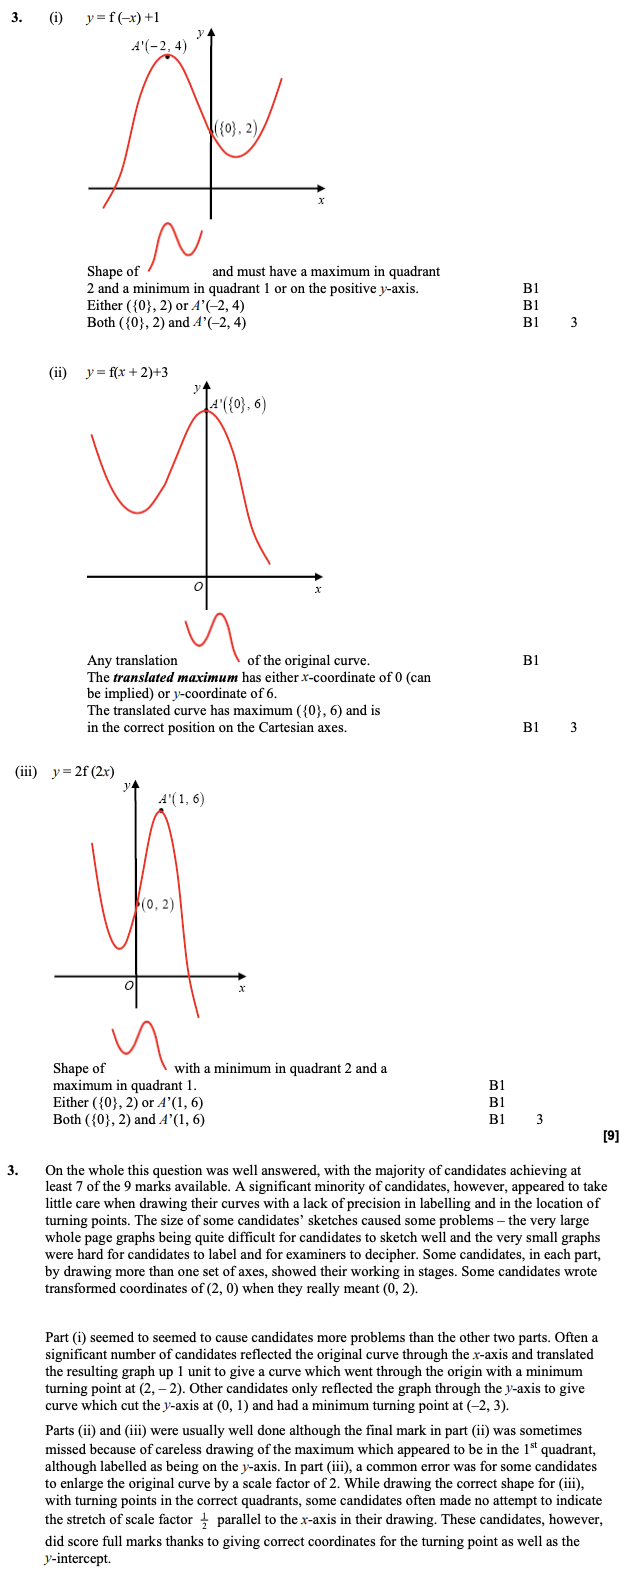 3. (i) y = f (–x) +1
y
A'(−2, 4)
({0}, 2)
x
Shape of and must have a maximum in quadrant
2 and a minimum in quadrant 1 or on the positive y-axis. B1
Either ({0}, 2) or A’(–2, 4) B1
Both ({0}, 2) and A’(–2, 4) B1 3
(ii) y = f(x + 2)+3
y
A'({0}, 6)
O
x
Any translation of the original curve. B1
The translated maximum has either x-coordinate of 0 (can
be implied) or y-coordinate of 6.
The translated curve has maximum ({0}, 6) and is
in the correct position on the Cartesian axes. B1 3
(iii) y = 2f (2x)
y
A'(1, 6)
(0, 2)
O
x
Shape of with a minimum in quadrant 2 and a
maximum in quadrant 1. B1
Either ({0}, 2) or A’(1, 6) B1
Both ({0}, 2) and A’(1, 6) B1 3
[9]
3. On the whole this question was well answered, with the majority of candidates achieving at
least 7 of the 9 marks available. A significant minority of candidates, however, appeared to take
little care when drawing their curves with a lack of precision in labelling and in the location of
turning points. The size of some candidates’ sketches caused some problems – the very large
whole page graphs being quite difficult for candidates to sketch well and the very small graphs
were hard for candidates to label and for examiners to decipher. Some candidates, in each part,
by drawing more than one set of axes, showed their working in stages. Some candidates wrote
transformed coordinates of (2, 0) when they really meant (0, 2).
Part (i) seemed to seemed to cause candidates more problems than the other two parts. Often a
significant number of candidates reflected the original curve through the x-axis and translated
the resulting graph up 1 unit to give a curve which went through the origin with a minimum
turning point at (2, – 2). Other candidates only reflected the graph through the y-axis to give
curve which cut the y-axis at (0, 1) and had a minimum turning point at (–2, 3).
Parts (ii) and (iii) were usually well done although the final mark in part (ii) was sometimes
missed because of careless drawing of the maximum which appeared to be in the 1st quadrant,
although labelled as being on the y-axis. In part (iii), a common error was for some candidates
to enlarge the original curve by a scale factor of 2. While drawing the correct shape for (iii),
with turning points in the correct quadrants, some candidates often made no attempt to indicate
the stretch of scale factor 1/2 parallel to the x-axis in their drawing. These candidates, however,
did score full marks thanks to giving correct coordinates for the turning point as well as the
y-intercept.